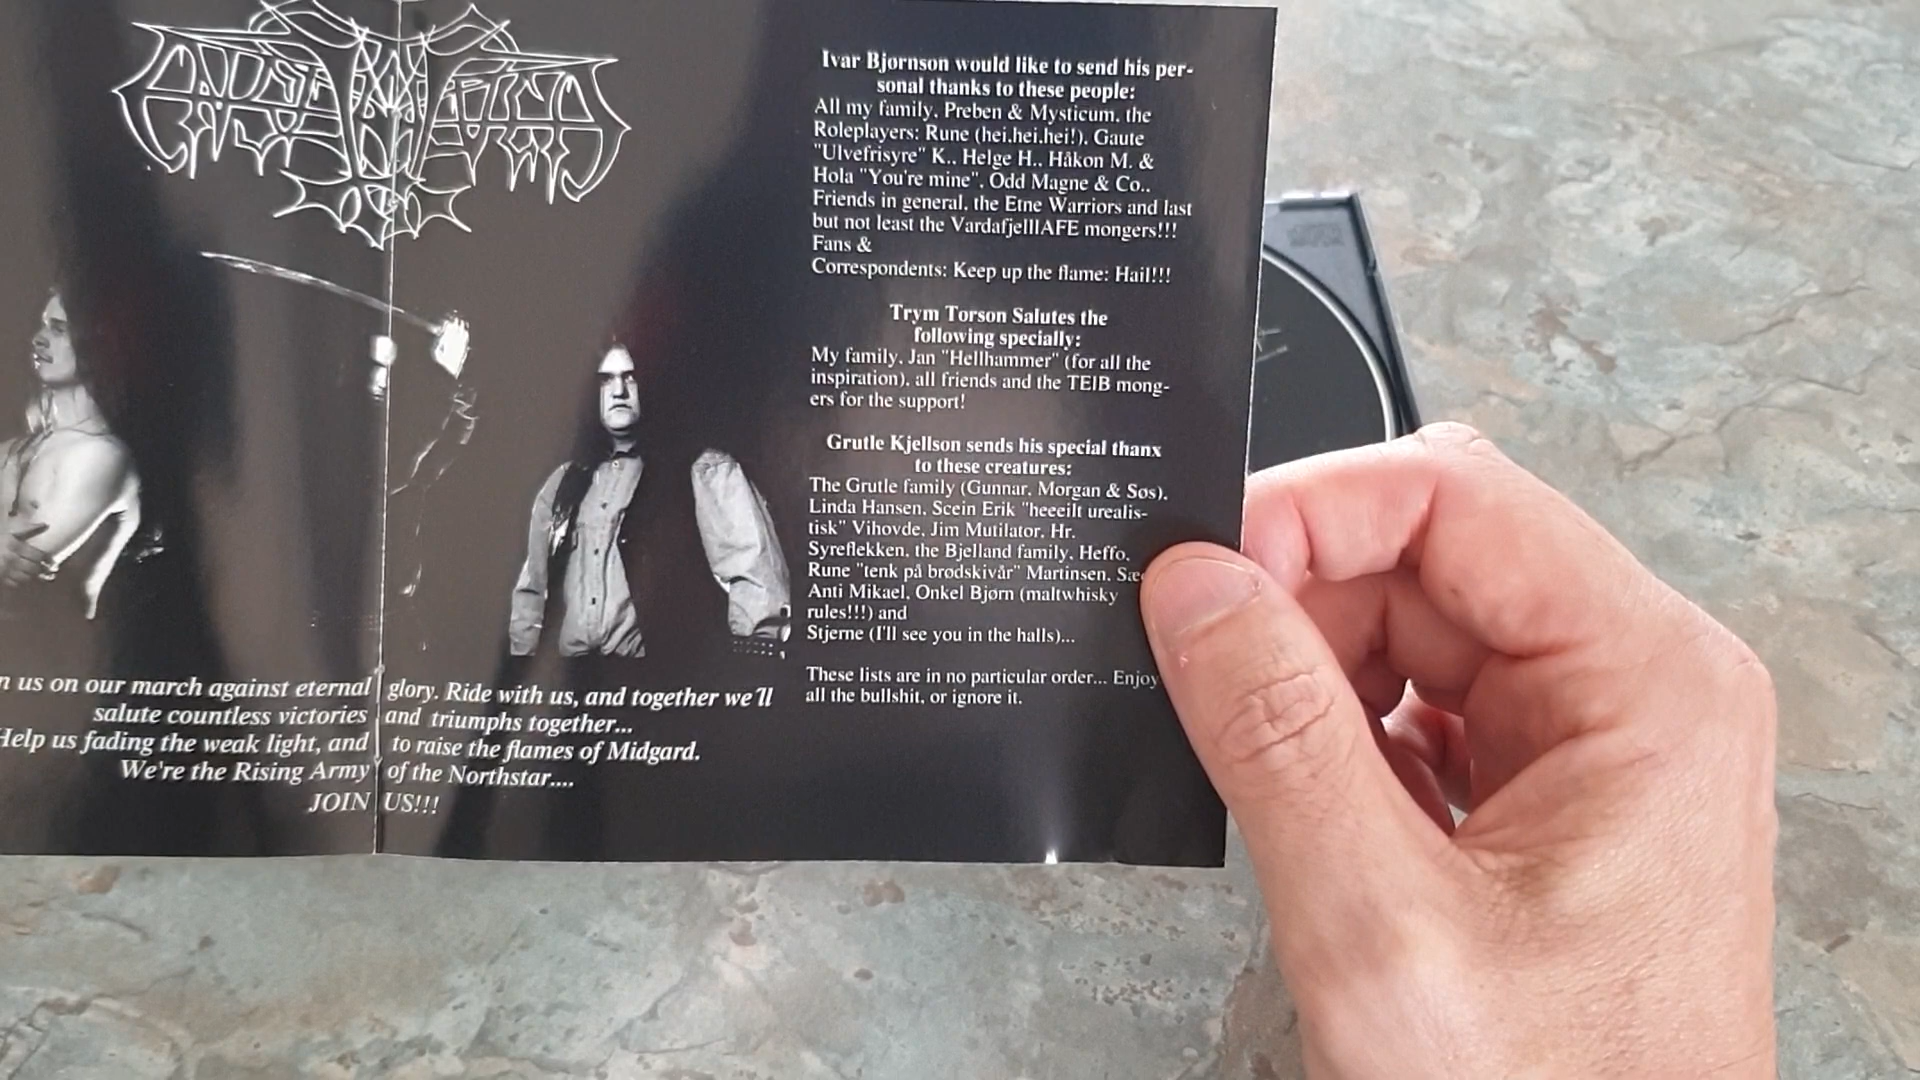 ENSLAVED
Ivar Bjørnson would like to send his per-
sonal thanks to these people:
All my family, Preben & Mysticum, the
Roleplayers: Rune (hei.hei.hei!), Gaute
"Ulvefrisyre" K., Helge H., Håkon M. &
Hola "You're mine", Odd Magne & Co..
Friends in general, the Etne Warriors and last
but not least the VardafjelllAFE mongers!!!
Fans &
Correspondents: Keep up the flame: Hail!!!
Trym Torson Salutes the
following specially:
My family, Jan "Hellhammer" (for all the
inspiration), all friends and the TEIB mong-
ers for the support!
Grutle Kjellson sends his special thanx
to these creatures:
The Grutle family (Gunnar, Morgan & Søs),
Linda Hansen, Scein Erik "heeeilt urealis-
tisk" Vihovde, Jim Mutilator, Hr.
Syreflekken, the Bjelland family, Heffo,
Rune "tenk på brødskivår" Martinsen,
Anti Mikael, Onkel Bjørn (maltwhisky
rules!!!) and
Stjerne (I'll see you in the halls)...
These lists are in no particular order... Enjoy
all the bullshit, or ignore it.
us on our march against eternal glory. Ride with us, and together we'll
salute countless victories and triumphs together...
Help us fading the weak light, and to raise the flames of Midgard.
We're the Rising Army of the Northstar....
JOIN US!!!